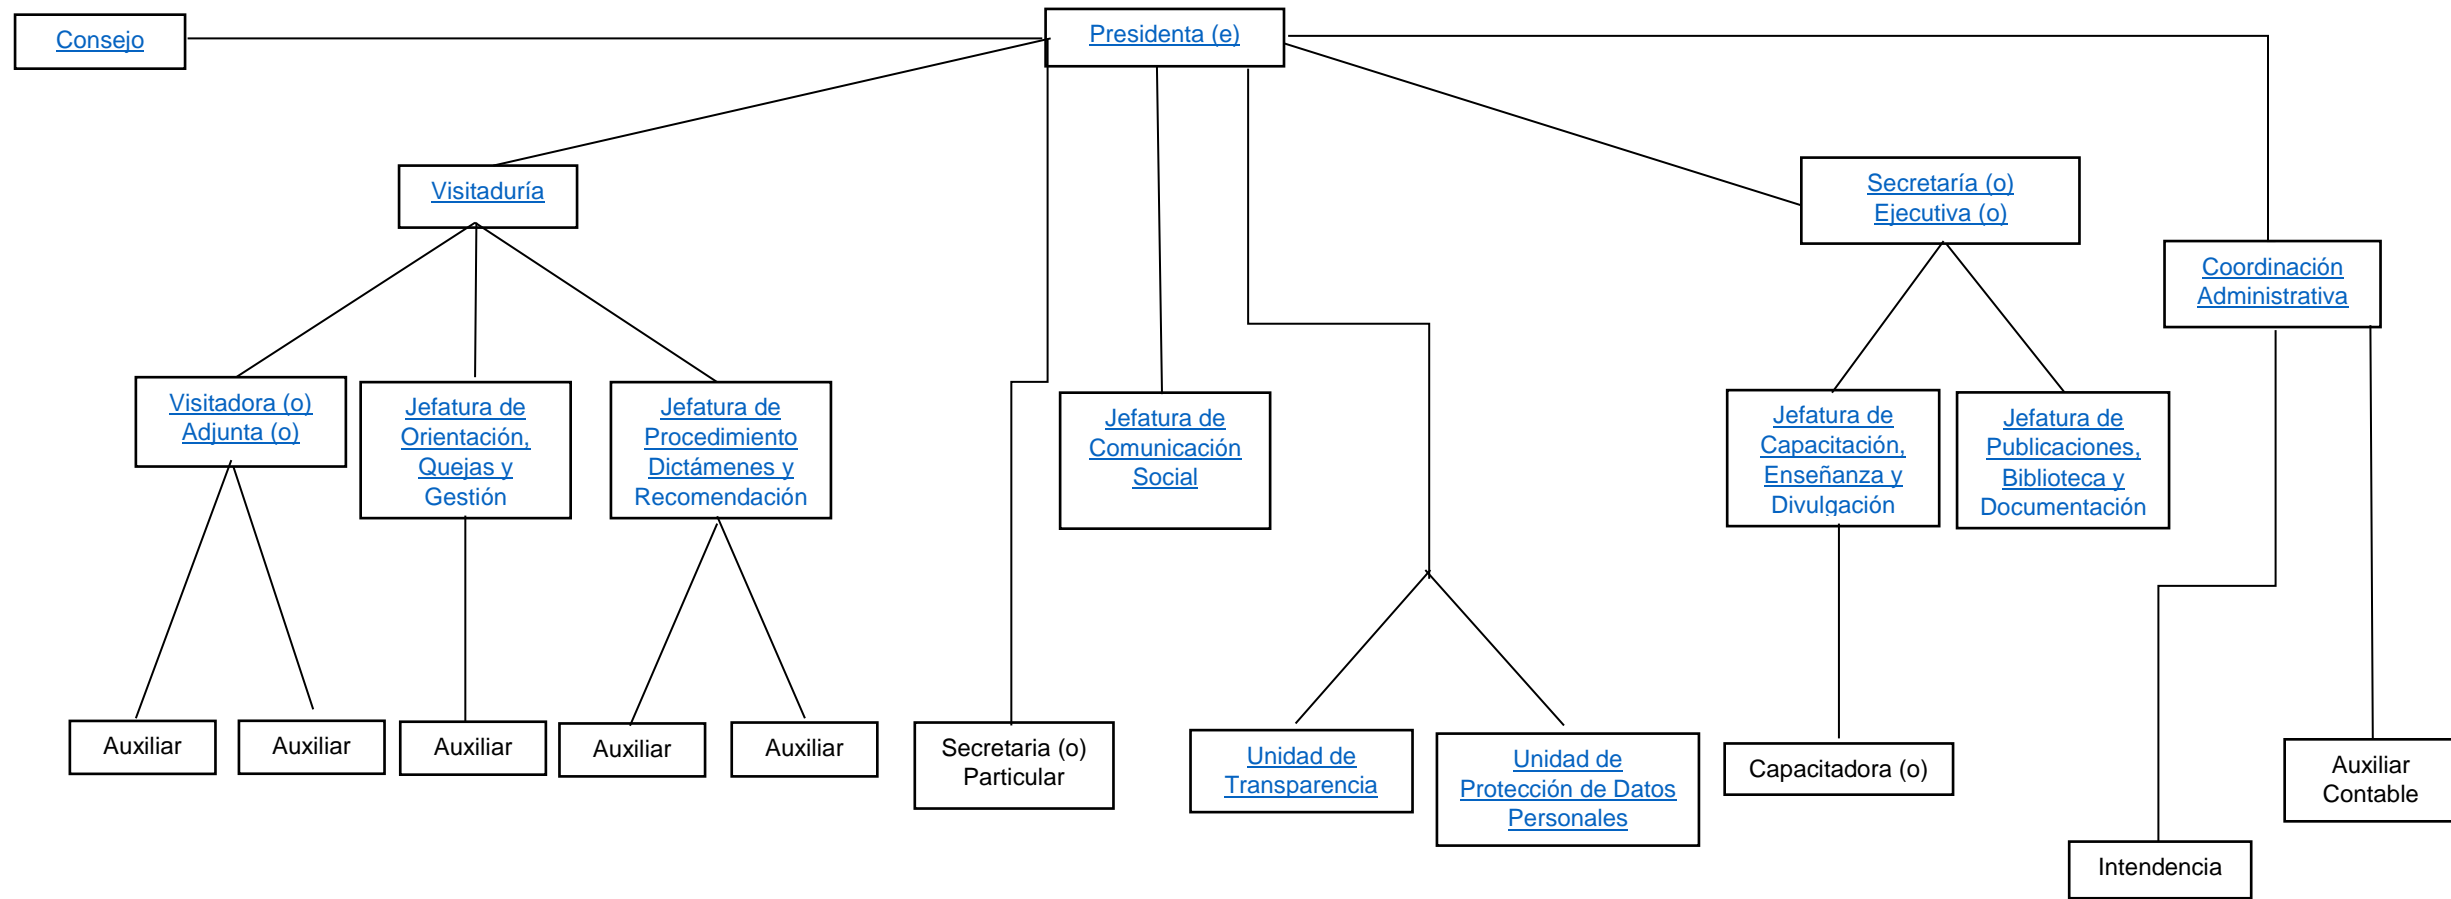 Consejo
Presidenta (e)
Visitaduría
Secretaría (o)
Ejecutiva (o)
Coordinación
Administrativa
Visitadora (o)
Adjunta (o)
Jefatura de
Orientación,
Quejas y
Gestión
Jefatura de
Procedimiento
Dictámenes y
Recomendación
Jefatura de
Comunicación
Social
Jefatura de
Capacitación,
Enseñanza y
Divulgación
Jefatura de
Publicaciones,
Biblioteca y
Documentación
Auxiliar
Auxiliar
Auxiliar
Auxiliar
Auxiliar
Secretaria (o)
Particular
Unidad de
Transparencia
Unidad de
Protección de Datos
Personales
Capacitadora (o)
Auxiliar
Contable
Intendencia